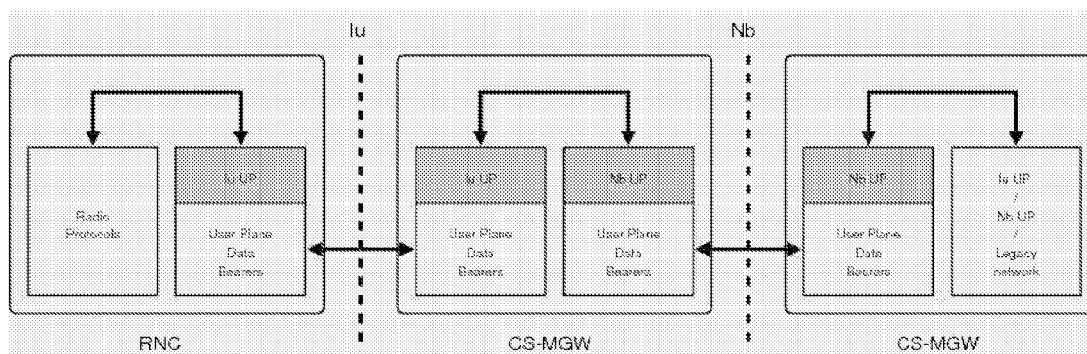 Iu
Nb
Radio
Protocols
Iu UP
User Plane
Data
Bearers
Iu UP
User Plane
Data
Bearers
Nb UP
User Plane
Data
Bearers
Nb UP
User Plane
Data
Bearers
Iu UP
/
Nb UP
/
Legacy
network
RNC
CS-MGW
CS-MGW